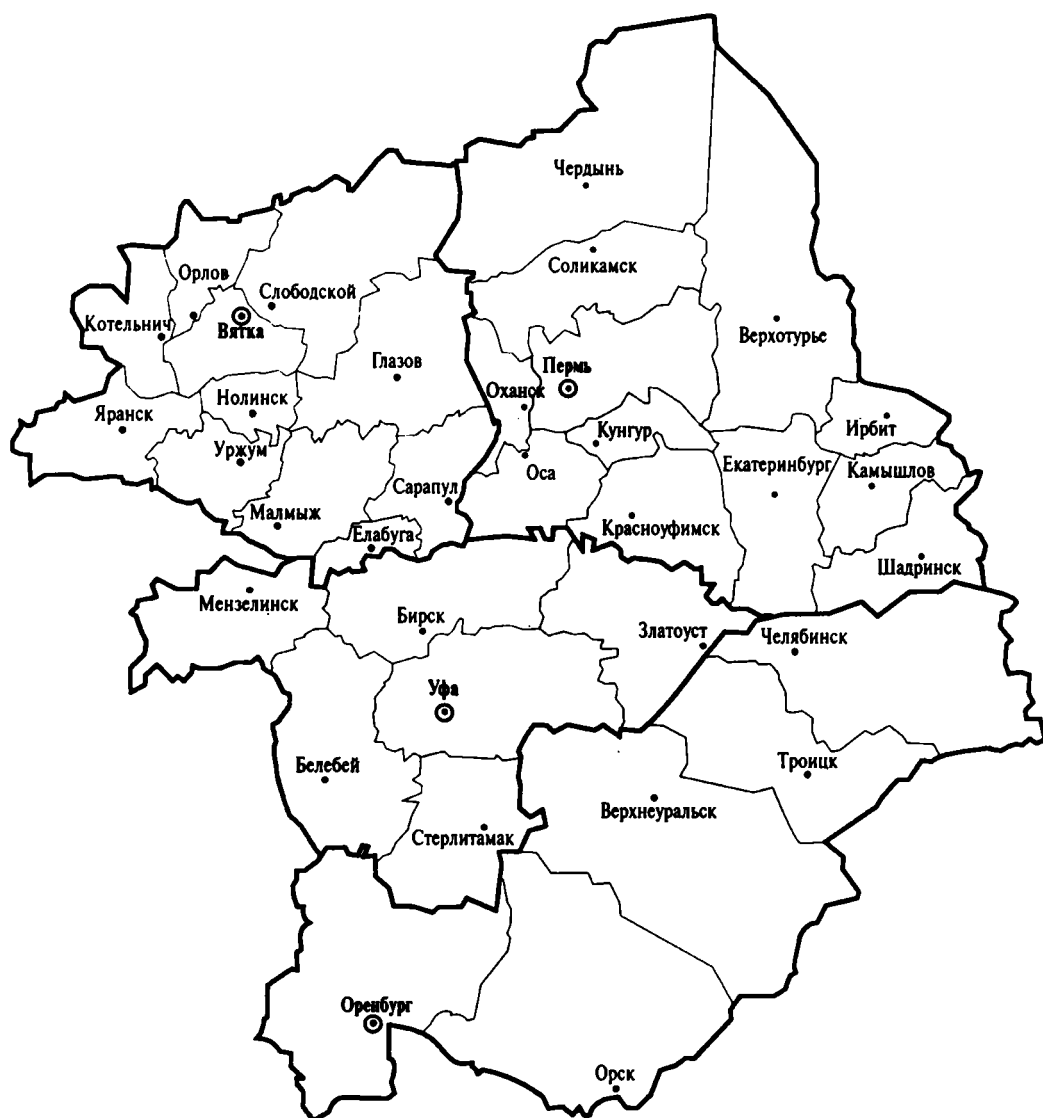 Чердынь
Соликамск
Орлов
Слободской
Котельнич
Вятка
Верхотурье
Глазов
Пермь
Оханск
Нолинск
Яранск
Ирбит
Кунгур
Уржум
Оса
Екатеринбург
Камышлов
Сарапул
Малмыж
Красноуфимск
Елабуга
Шадринск
Мензелинск
Бирск
Златоуст
Челябинск
Уфа
Белебей
Троицк
Верхнеуральск
Стерлитамак
Оренбург
Орск